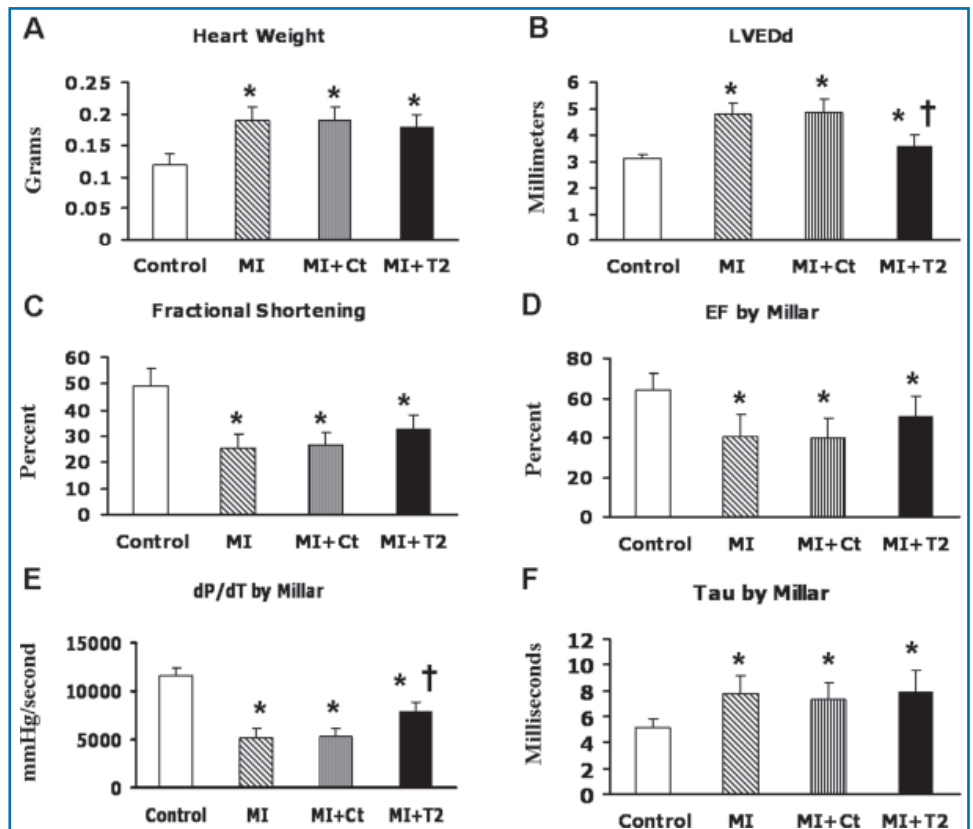 A
Heart Weight
Grams
0.25
0.2
0.15
0.1
0.05
0
*
*
*
Control MI MI+Ct MI+T2
B
LVEDd
Millimeters
6
5
4
3
2
1
0
*
*
* †
Control MI MI+Ct MI+T2
C
Fractional Shortening
Percent
60
50
40
30
20
10
0
*
*
*
Control MI MI+Ct MI+T2
D
EF by Millar
Percent
80
60
40
20
0
*
*
*
Control MI MI+Ct MI+T2
E
dP/dT by Millar
mmHg/second
15000
10000
5000
0
*
*
* †
Control MI MI+Ct MI+T2
F
Tau by Millar
Milliseconds
12
10
8
6
4
2
0
*
*
*
Control MI MI+Ct MI+T2